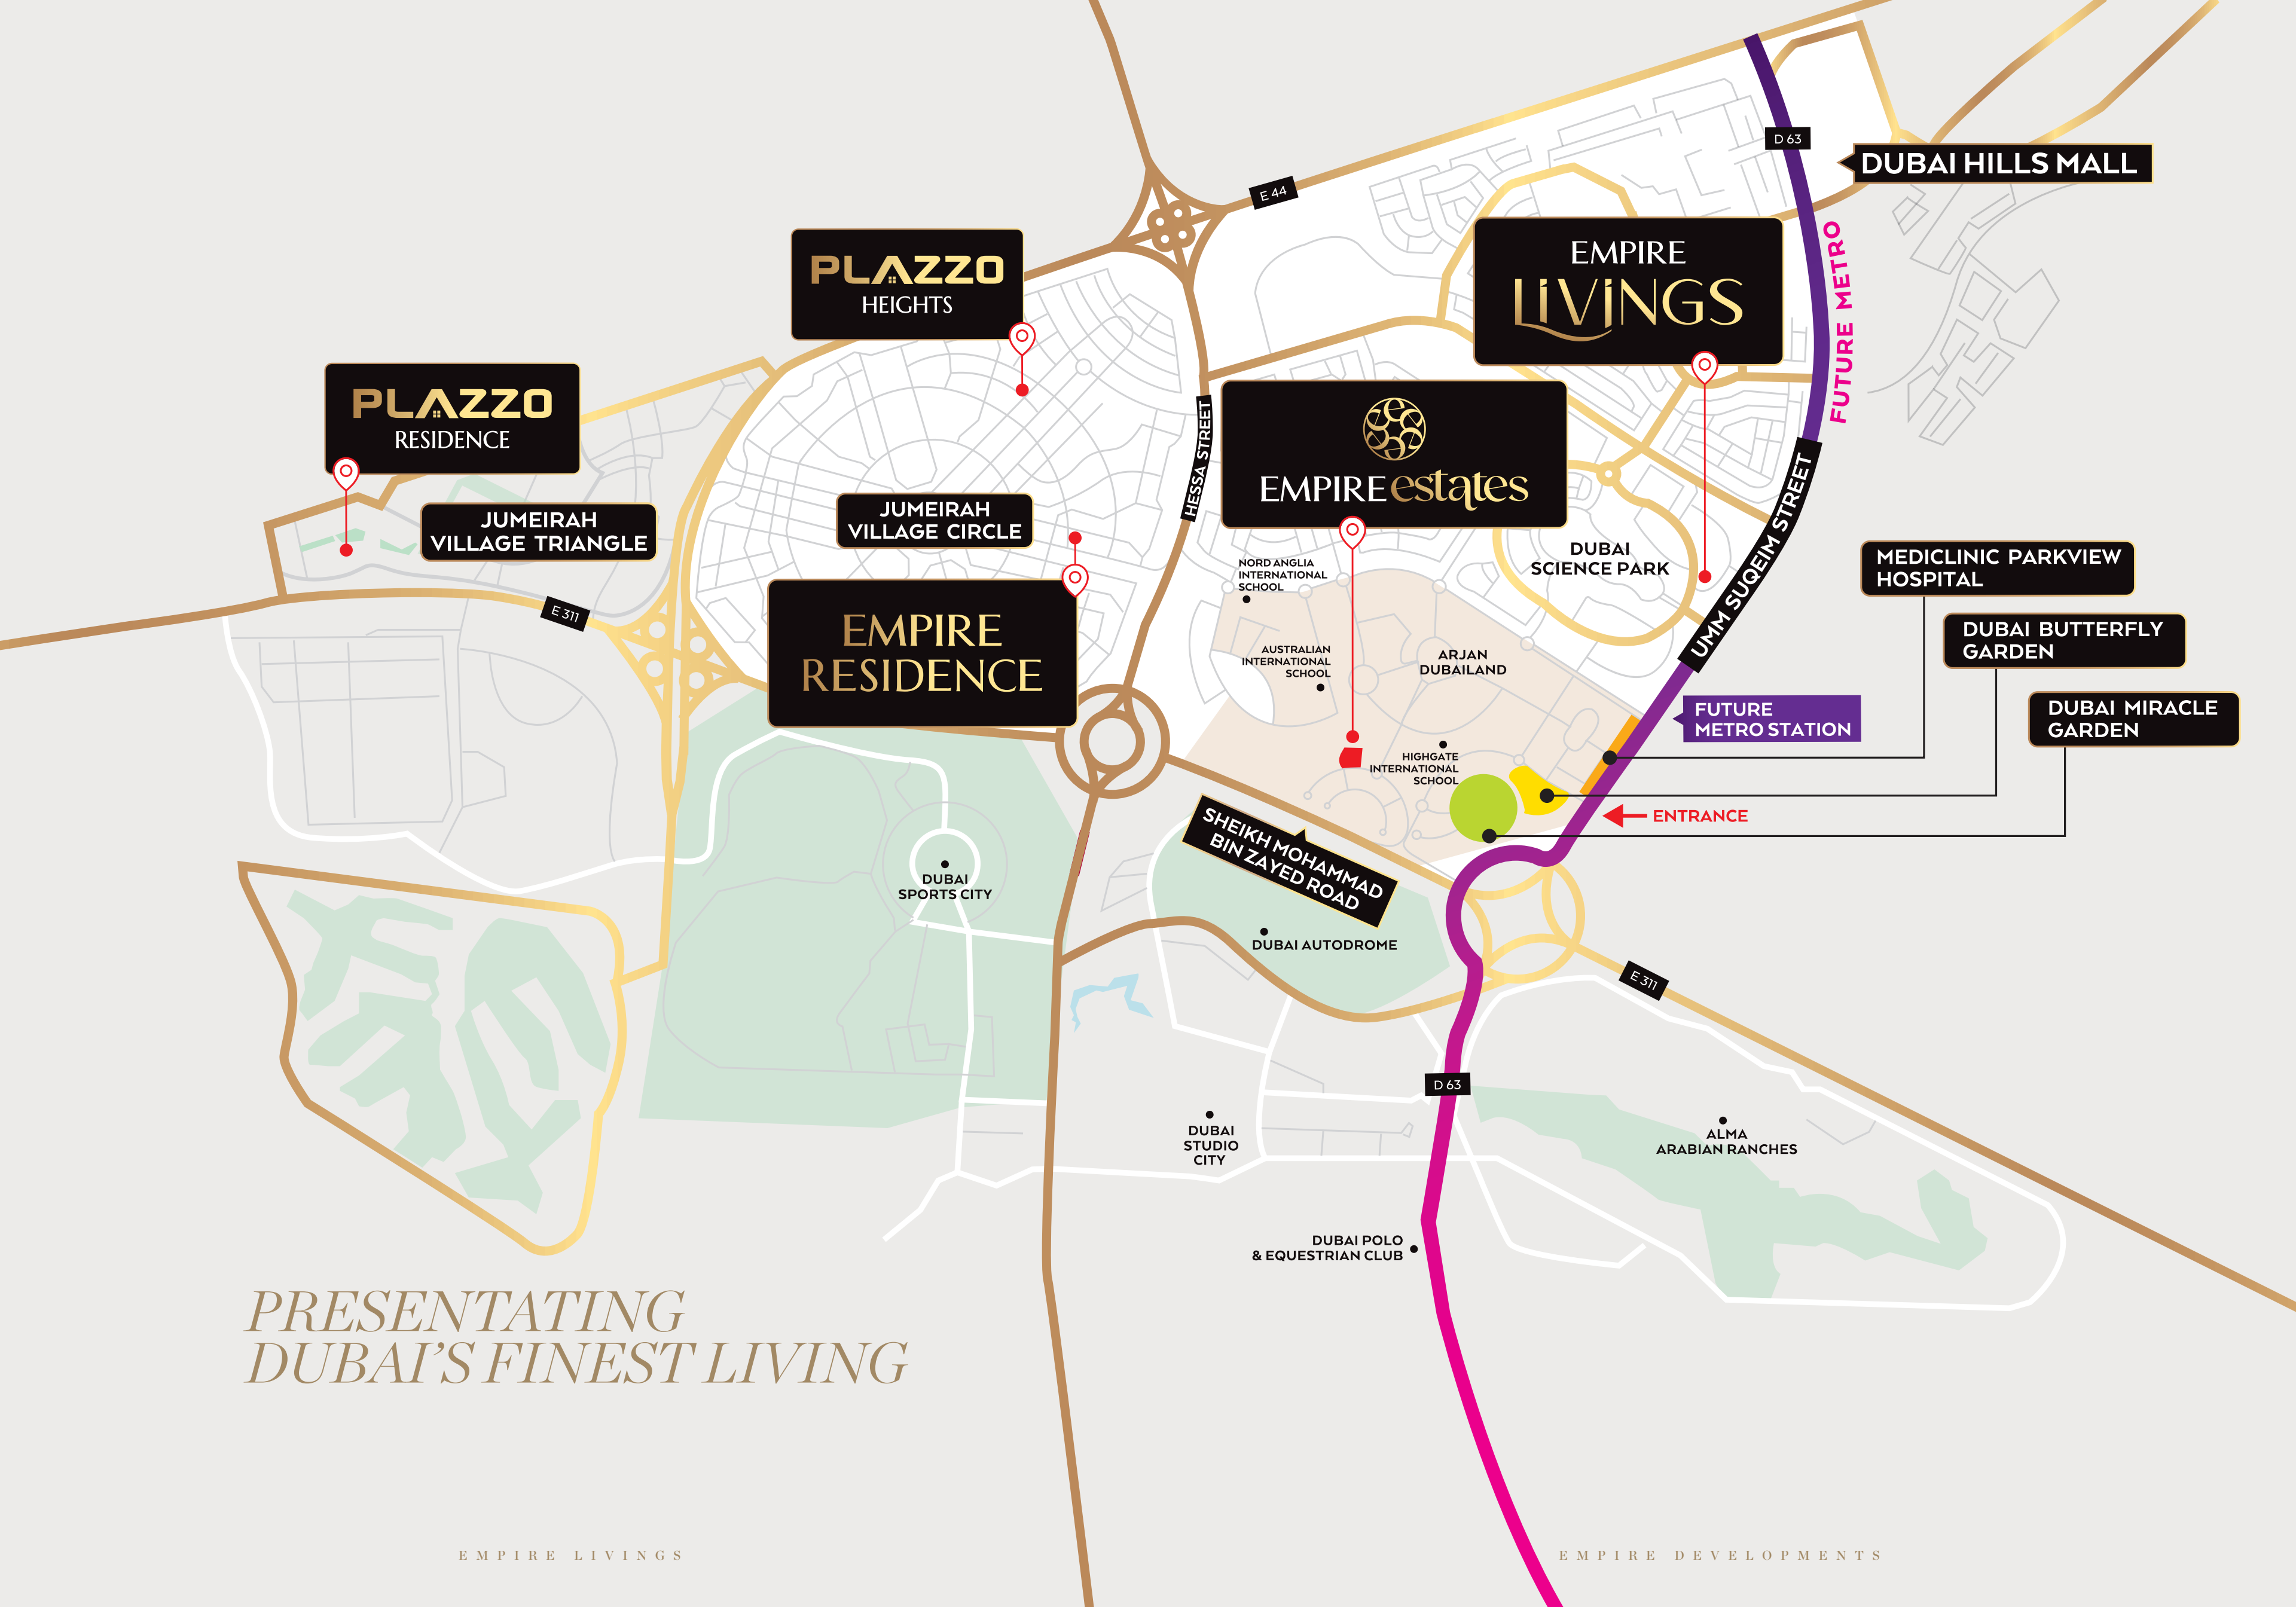 D 63
DUBAI HILLS MALL
E 44
FUTURE METRO
PLAZZO
HEIGHTS
EMPIRE
LIVINGS
PLAZZO
RESIDENCE
HESSA STREET
EMPIRE estates
JUMEIRAH
VILLAGE TRIANGLE
JUMEIRAH
VILLAGE CIRCLE
UMM SUQEIM STREET
DUBAI
SCIENCE PARK
NORD ANGLIA
INTERNATIONAL
SCHOOL
MEDICLINIC PARKVIEW
HOSPITAL
E 311
EMPIRE
RESIDENCE
DUBAI BUTTERFLY
GARDEN
AUSTRALIAN
INTERNATIONAL
SCHOOL
ARJAN
DUBAILAND
FUTURE
METRO STATION
DUBAI MIRACLE
GARDEN
HIGHGATE
INTERNATIONAL
SCHOOL
ENTRANCE
SHEIKH MOHAMMAD
BIN ZAYED ROAD
DUBAI
SPORTS CITY
DUBAI AUTODROME
E 311
D 63
DUBAI
STUDIO
CITY
ALMA
ARABIAN RANCHES
DUBAI POLO
& EQUESTRIAN CLUB
PRESENTATING
DUBAI'S FINEST LIVING
EMPIRE LIVINGS
EMPIRE DEVELOPMENTS